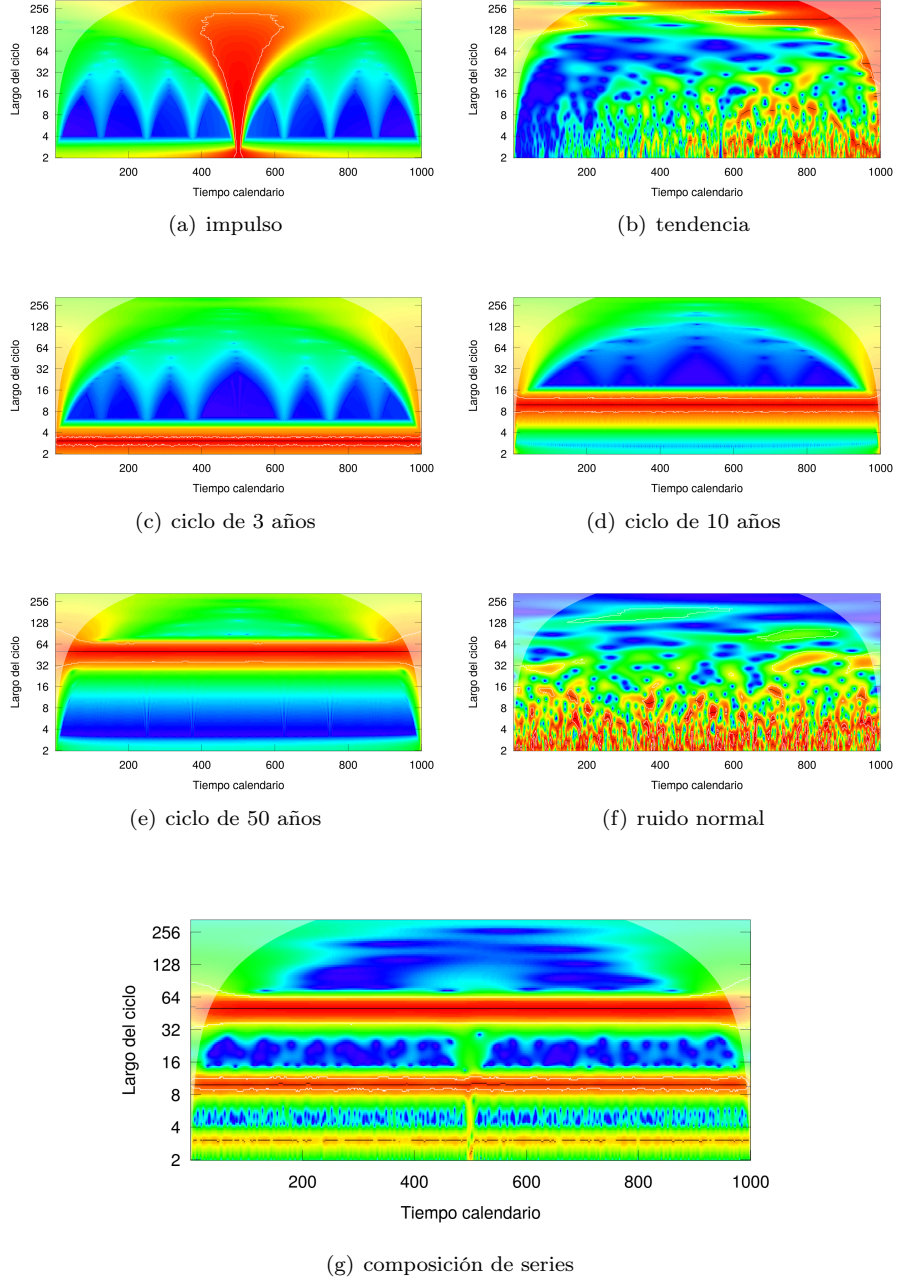 256
128
64
32
16
8
4
2
Largo del ciclo
200 400 600 800 1000
Tiempo calendario
(a) impulso
256
128
64
32
16
8
4
2
Largo del ciclo
200 400 600 800 1000
Tiempo calendario
(b) tendencia
256
128
64
32
16
8
4
2
Largo del ciclo
200 400 600 800 1000
Tiempo calendario
(c) ciclo de 3 años
256
128
64
32
16
8
4
2
Largo del ciclo
200 400 600 800 1000
Tiempo calendario
(d) ciclo de 10 años
256
128
64
32
16
8
4
2
Largo del ciclo
200 400 600 800 1000
Tiempo calendario
(e) ciclo de 50 años
256
128
64
32
16
8
4
2
Largo del ciclo
200 400 600 800 1000
Tiempo calendario
(f) ruido normal
256
128
64
32
16
8
4
2
Largo del ciclo
200 400 600 800 1000
Tiempo calendario
(g) composición de series